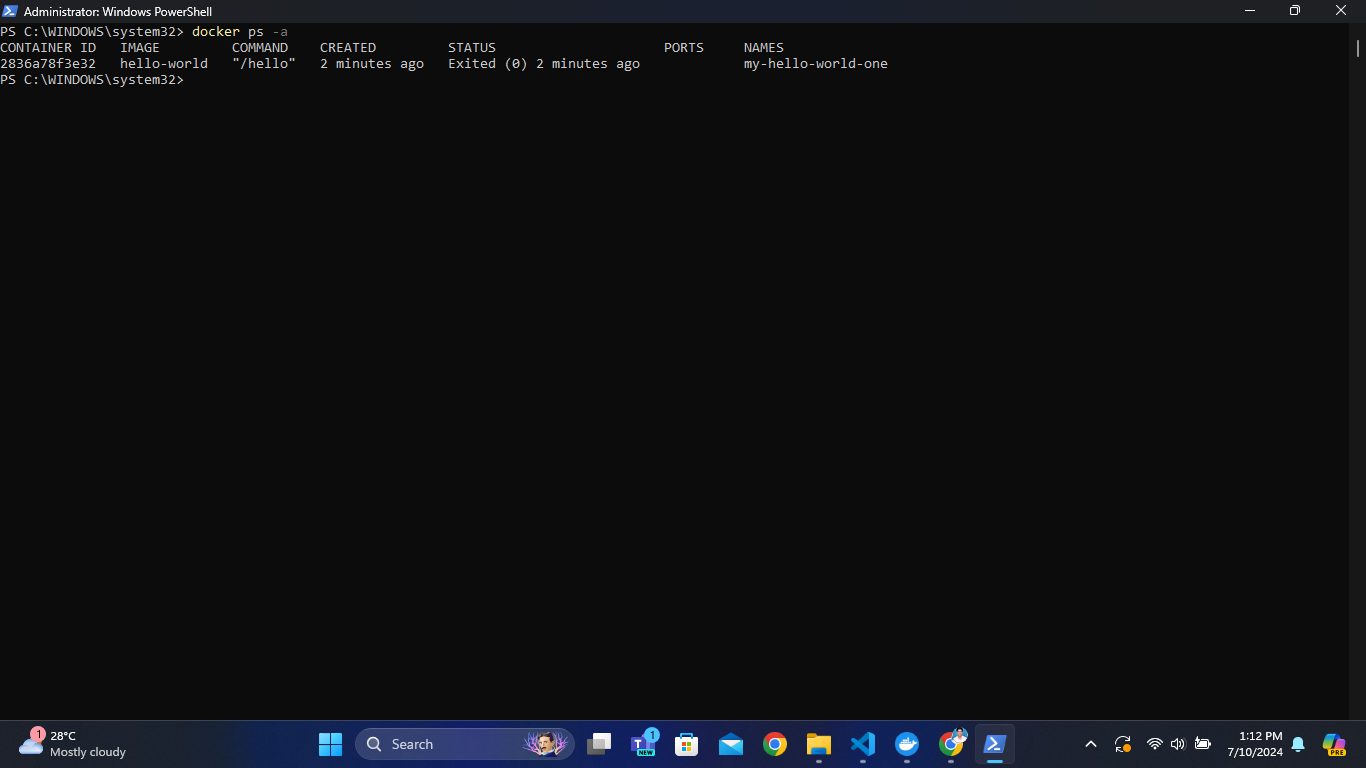 Administrator: Windows PowerShell
PS C:\WINDOWS\system32> docker ps -a
CONTAINER ID   IMAGE         COMMAND    CREATED         STATUS                     PORTS     NAMES
2836a78f3e32   hello-world   "/hello"   2 minutes ago   Exited (0) 2 minutes ago             my-hello-world-one
PS C:\WINDOWS\system32>
1
28°C
Mostly cloudy
Search
1
T
NEW
1:12 PM
7/10/2024
PRE